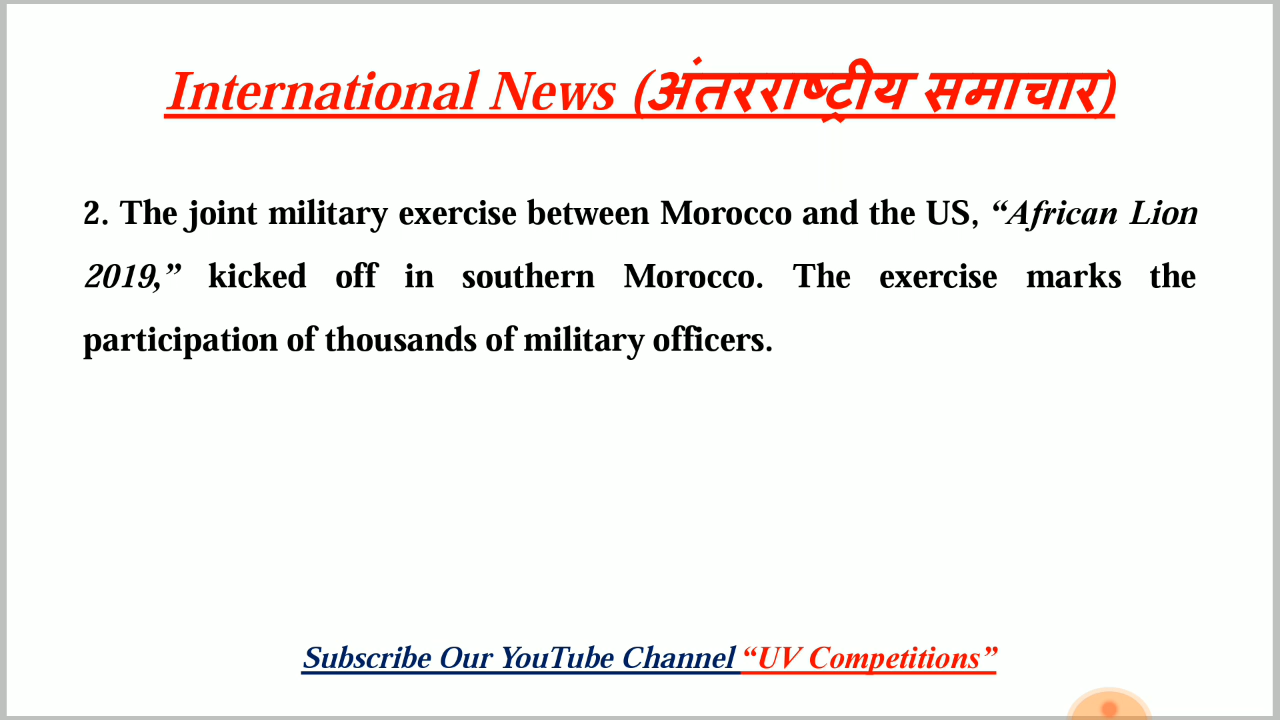 International News (अंतरराष्ट्रीय समाचार)
2. The joint military exercise between Morocco and the US, “African Lion
2019,” kicked off in southern Morocco. The exercise marks the
participation of thousands of military officers.
Subscribe Our YouTube Channel “UV Competitions”